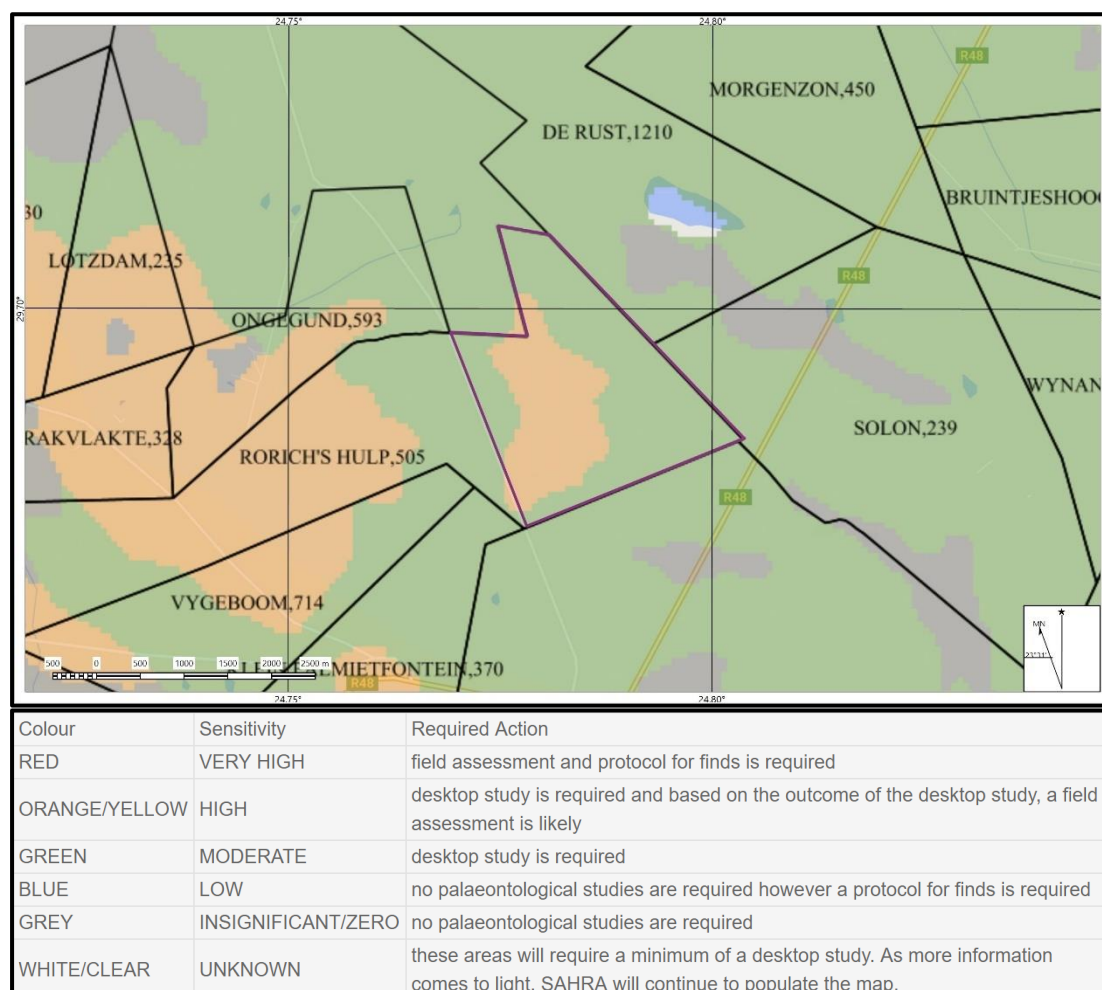 24.75° 24.80°
R48
MORGENZON,450
DE RUST,1210
BRUINTJESHOO
30
LOTZDAM,235
R48
29.70°
ONGEGUND,593
WYNAN
SOLON,239
RAKVLAKTE,328
RORICH'S HULP,505
R48
VYGEBOOM,714
MN
23°31'
500 0 500 1000 1500 2000 2500 m
EMIETFONTEIN,370
R48
24.75° 24.80°
Colour Sensitivity Required Action
RED VERY HIGH field assessment and protocol for finds is required
ORANGE/YELLOW HIGH desktop study is required and based on the outcome of the desktop study, a field
assessment is likely
GREEN MODERATE desktop study is required
BLUE LOW no palaeontological studies are required however a protocol for finds is required
GREY INSIGNIFICANT/ZERO no palaeontological studies are required
WHITE/CLEAR UNKNOWN these areas will require a minimum of a desktop study. As more information
comes to light, SAHRA will continue to populate the map.